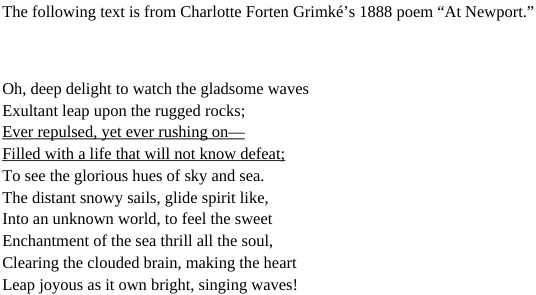 The following text is from Charlotte Forten Grimké’s 1888 poem “At Newport.”
Oh, deep delight to watch the gladsome waves
Exultant leap upon the rugged rocks;
Ever repulsed, yet ever rushing on—
Filled with a life that will not know defeat;
To see the glorious hues of sky and sea.
The distant snowy sails, glide spirit like,
Into an unknown world, to feel the sweet
Enchantment of the sea thrill all the soul,
Clearing the clouded brain, making the heart
Leap joyous as it own bright, singing waves!